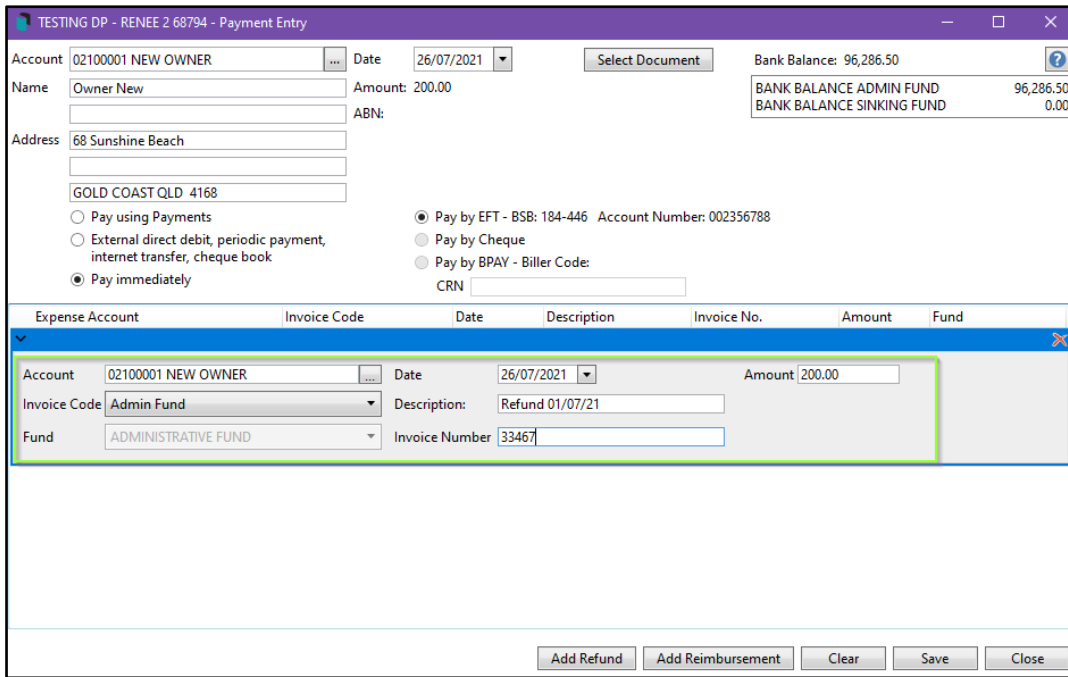 TESTING DP - RENEE 2 68794 - Payment Entry
Account 02100001 NEW OWNER ... Date 26/07/2021 Select Document Bank Balance: 96,286.50 ?
Name Owner New Amount: 200.00 BANK BALANCE ADMIN FUND 96,286.50
ABN: BANK BALANCE SINKING FUND 0.00
Address 68 Sunshine Beach
GOLD COAST QLD 4168
Pay using Payments Pay by EFT - BSB: 184-446 Account Number: 002356788
External direct debit, periodic payment, Pay by Cheque
internet transfer, cheque book Pay by BPAY - Biller Code:
Pay immediately CRN
Expense Account Invoice Code Date Description Invoice No. Amount Fund
Account 02100001 NEW OWNER ... Date 26/07/2021 Amount 200.00
Invoice Code Admin Fund Description: Refund 01/07/21
Fund ADMINISTRATIVE FUND Invoice Number 33467
Add Refund Add Reimbursement Clear Save Close